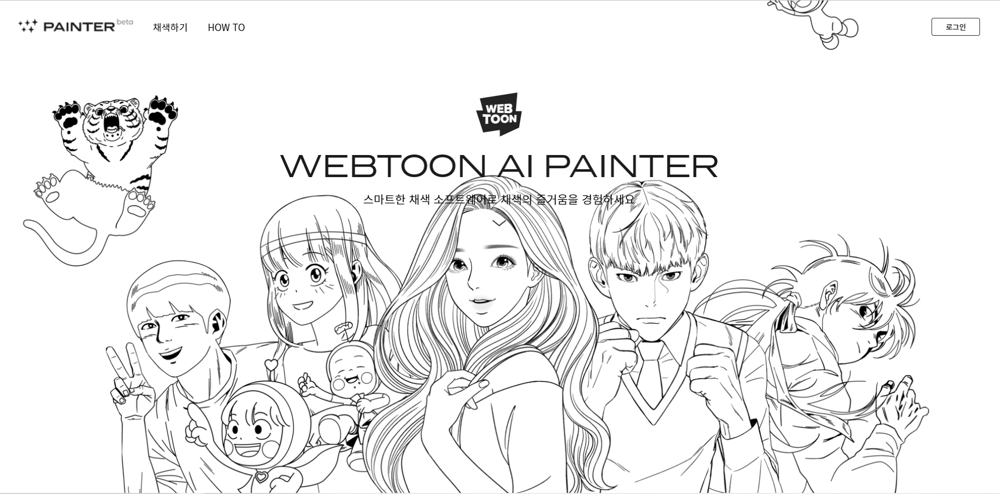 PAINTER beta
채색하기
HOW TO
로그인
WEB
TOON
WEBTOON AI PAINTER
스마트한 채색 소프트웨어로 채색의 즐거움을 경험하세요